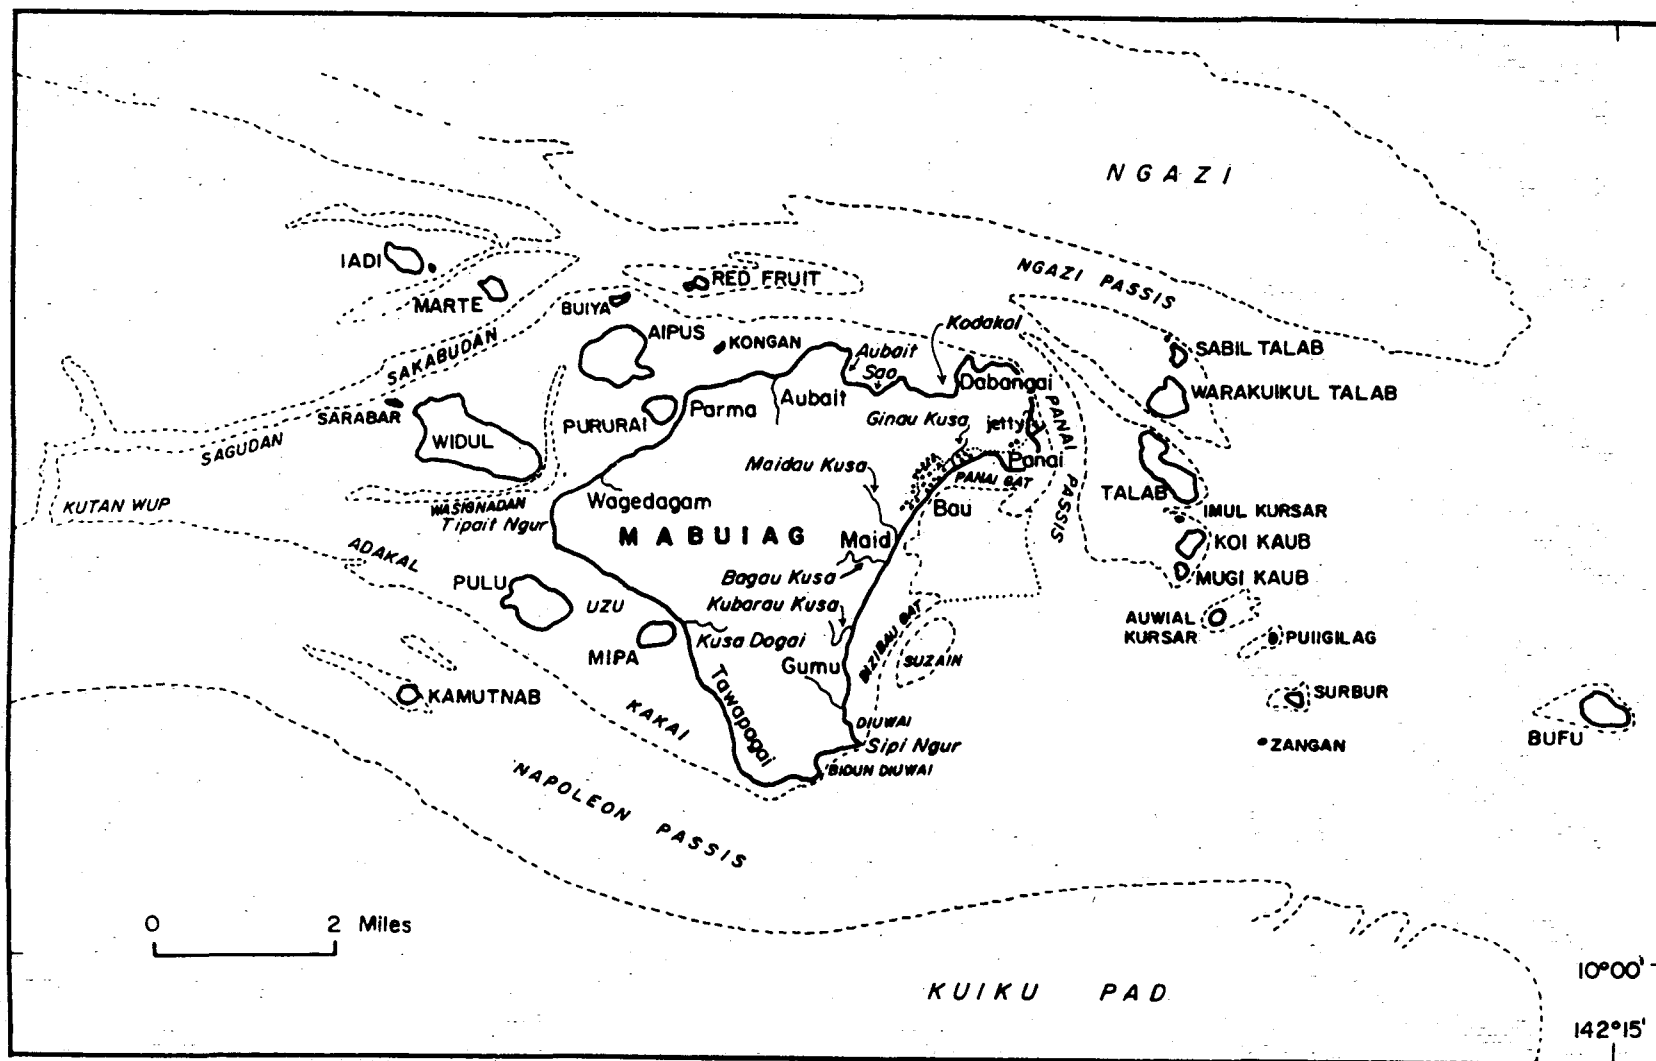 NGAZI
NGAZI PASSIS
IADI
MARTE
BUIYA
RED FRUIT
AIPUS
KONGAN
Kodakal
Aubait
Sao
SABIL TALAB
SAKABUDAN
SARABAR
WIDUL
PURURAI
Parma
Aubait
Dabangai
WARAKUIKUL TALAB
Ginau Kusa
jetty
PANAI PASSIS
SAGUDAN
Maidau Kusa
Panai
PANAI GAT
TALAB
KUTAN WUP
WASIGNADAN
Tipait Ngur
Wagedagam
Bau
IMUL KURSAR
MABUIAG
Maid
KOI KAUB
ADAKAL
MUGI KAUB
PULU
UZU
Bagau Kusa
Kubarau Kusa
AUWIAL
KURSAR
PUIIGILAG
MIPA
Kusa Dogai
Gumu
BIZIBAU GAT
SUZAIN
KAMUTNAB
Tawapagai
SURBUR
KAKAI
DIUWAI
Sipi Ngur
BIDUN DIUWAI
ZANGAN
BUFU
NAPOLEON PASSIS
0 2 Miles
KUIKU PAD
10°00'
142°15'